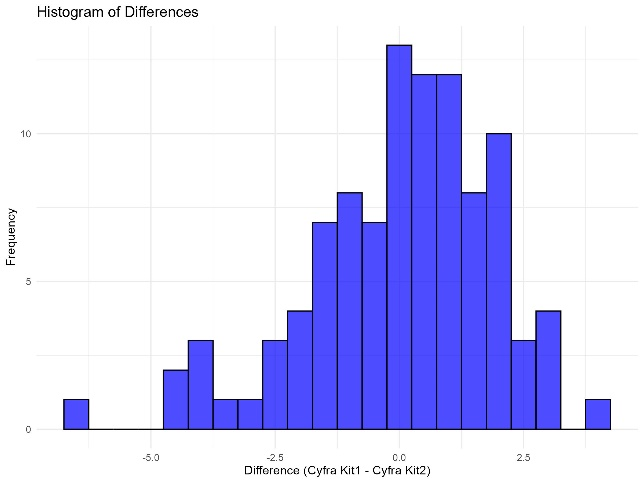 Histogram of Differences
10
5
0
Frequency
-5.0
-2.5
0.0
2.5
Difference (Cyfra Kit1 - Cyfra Kit2)